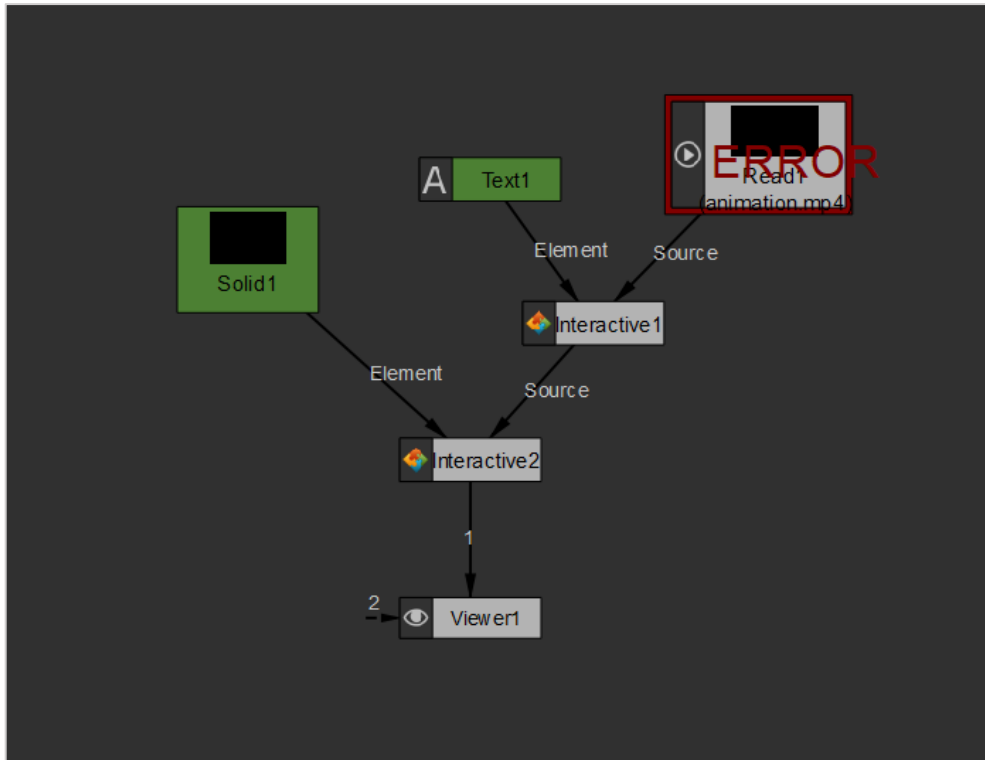 ERROR
Read1
(animation.mp4)
A Text1
Solid1
Element
Source
Interactive1
Element
Source
Interactive2
1
2
Viewer1